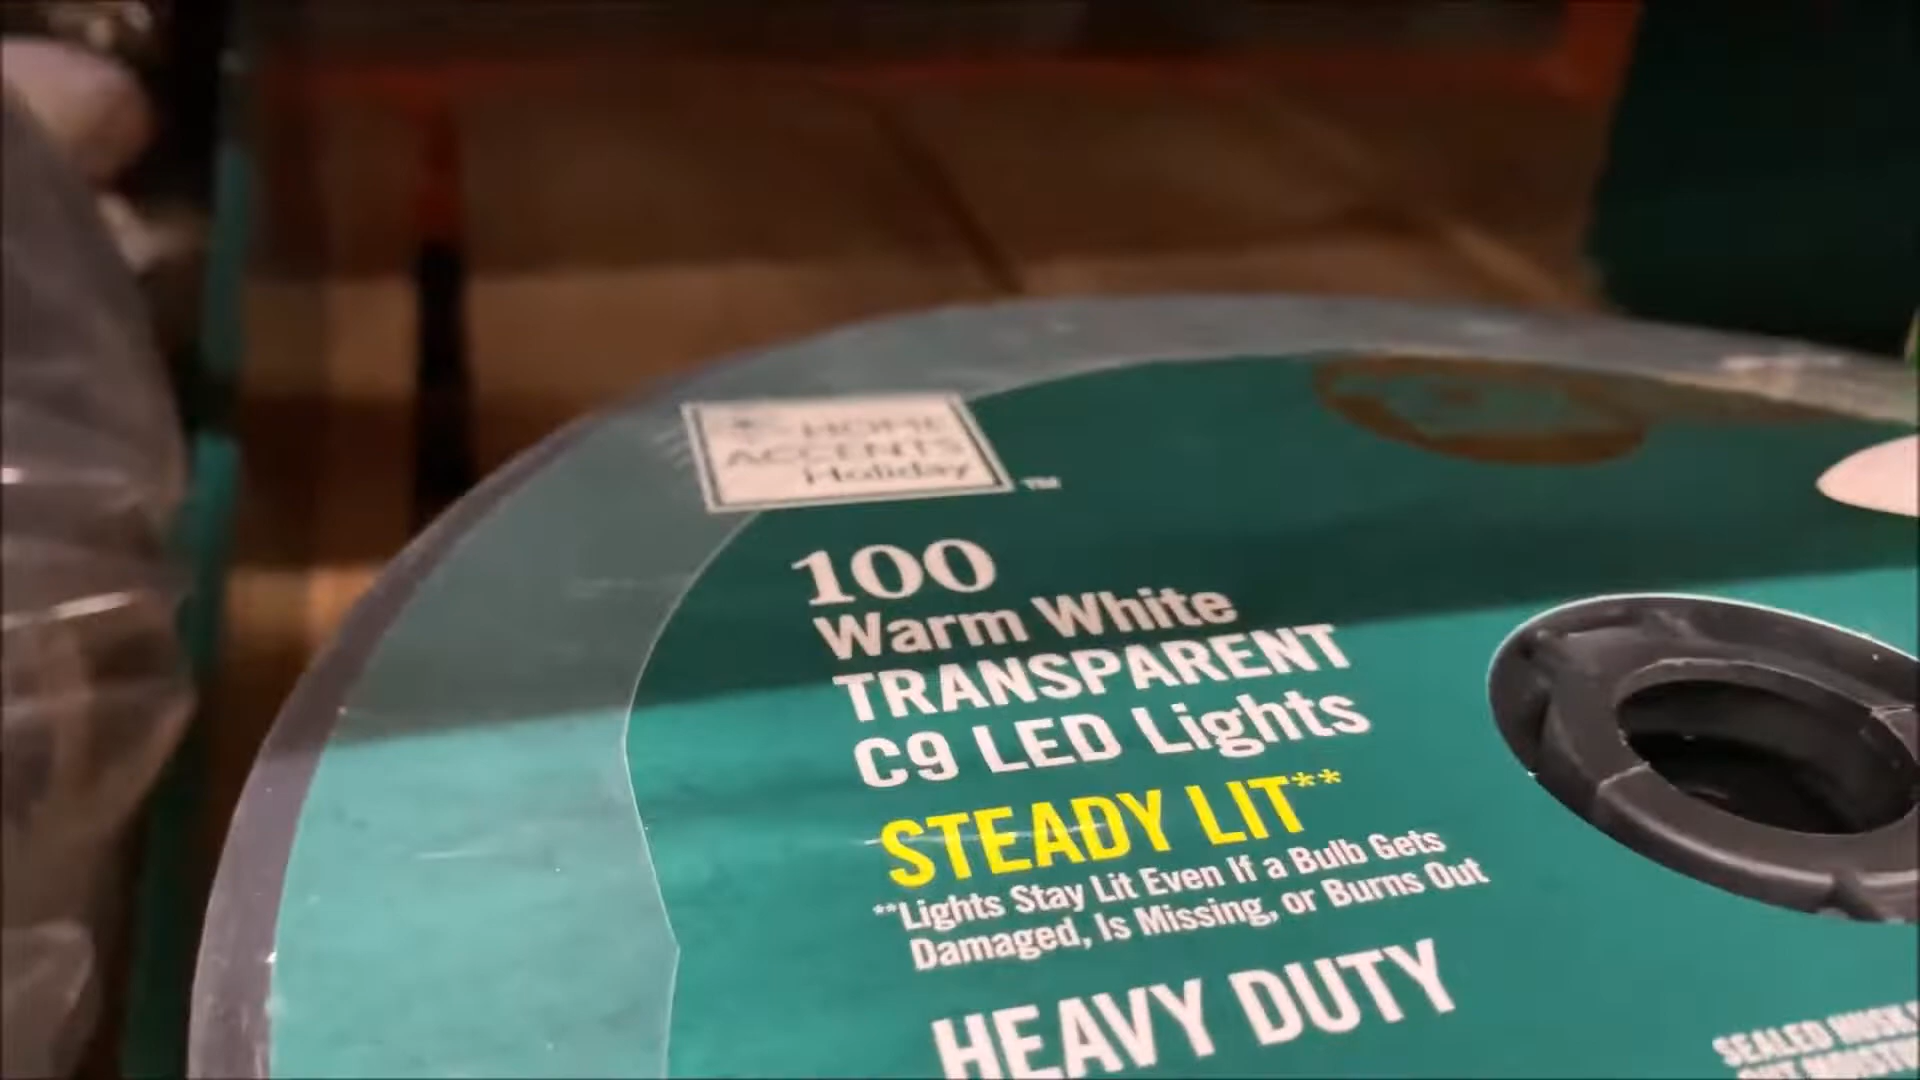 HOME
ACCENTS
Holiday
TM
100
Warm White
TRANSPARENT
C9 LED Lights
STEADY LIT**
**Lights Stay Lit Even If a Bulb Gets
Damaged, Is Missing, or Burns Out
HEAVY DUTY
SEALED